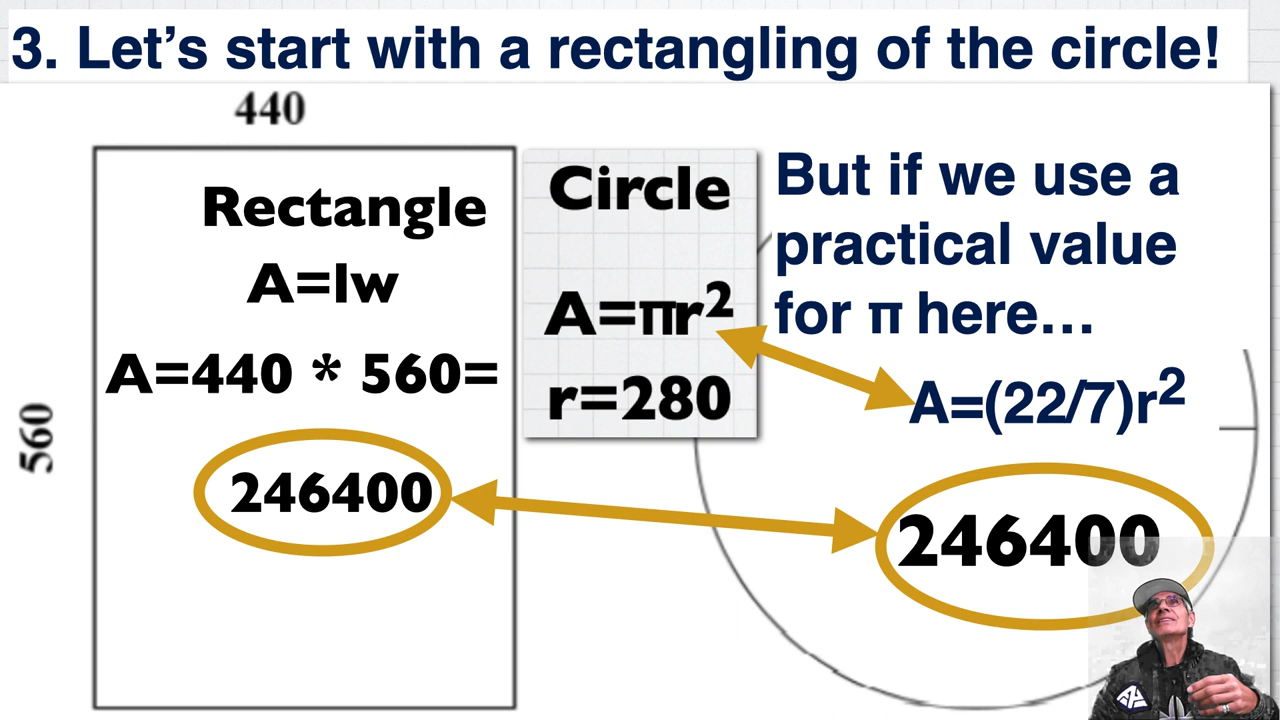 3. Let's start with a rectangling of the circle!
440
560
Rectangle
A=lw
A=440 * 560=
246400
Circle
A=πr²
r=280
But if we use a
practical value
for π here…
A=(22/7)r²
246400